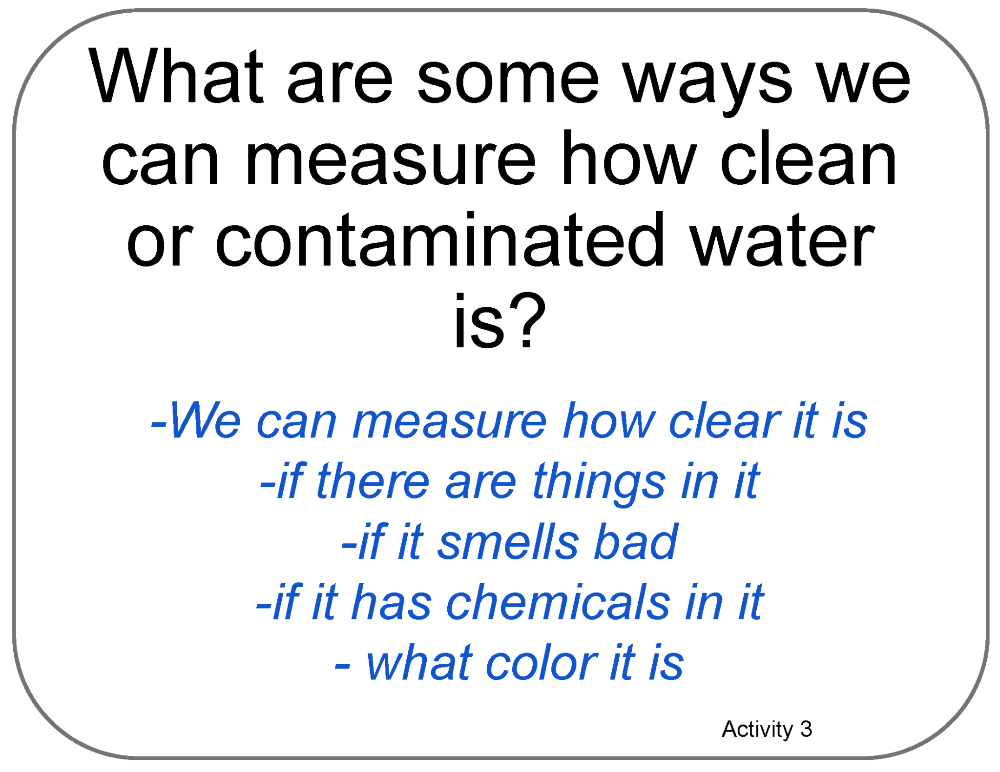 What are some ways we
can measure how clean
or contaminated water
is?
-We can measure how clear it is
-if there are things in it
-if it smells bad
-if it has chemicals in it
- what color it is
Activity 3